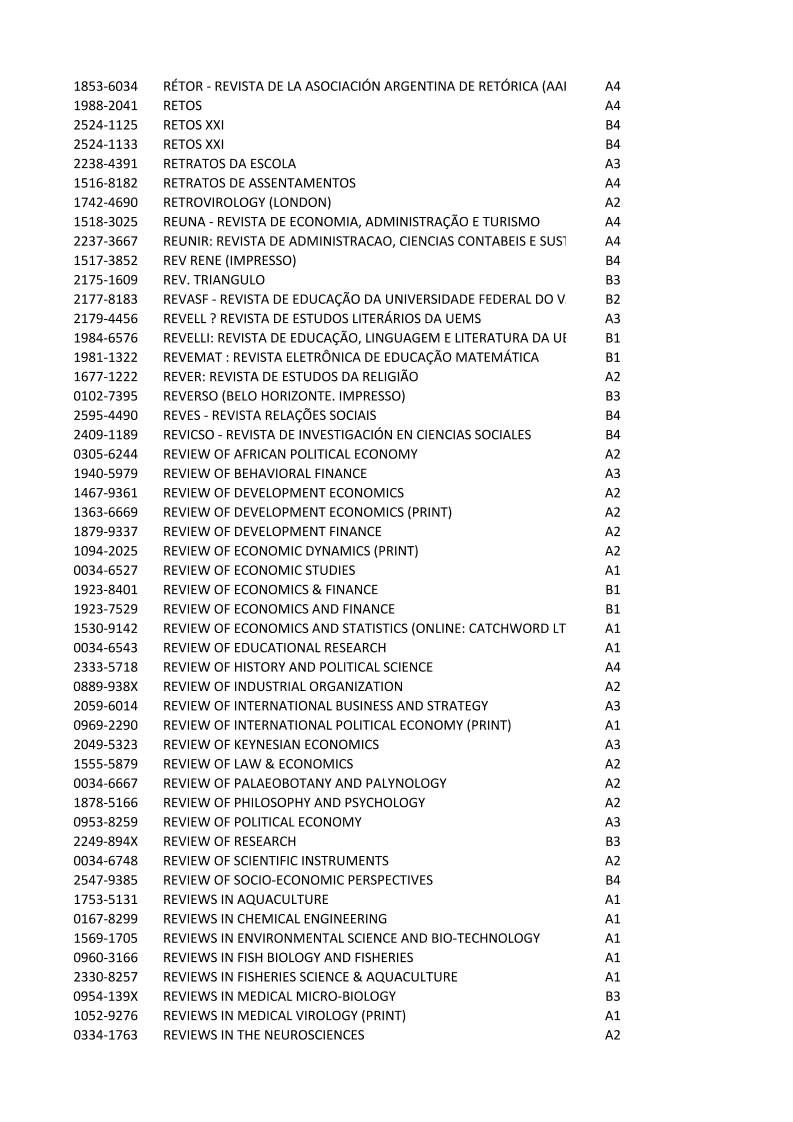 1853-6034 RÉTOR - REVISTA DE LA ASOCIACIÓN ARGENTINA DE RETÓRICA (AAI A4
1988-2041 RETOS A4
2524-1125 RETOS XXI B4
2524-1133 RETOS XXI B4
2238-4391 RETRATOS DA ESCOLA A3
1516-8182 RETRATOS DE ASSENTAMENTOS A4
1742-4690 RETROVIROLOGY (LONDON) A2
1518-3025 REUNA - REVISTA DE ECONOMIA, ADMINISTRAÇÃO E TURISMO A4
2237-3667 REUNIR: REVISTA DE ADMINISTRACAO, CIENCIAS CONTABEIS E SUST A4
1517-3852 REV RENE (IMPRESSO) B4
2175-1609 REV. TRIANGULO B3
2177-8183 REVASF - REVISTA DE EDUCAÇÃO DA UNIVERSIDADE FEDERAL DO V. B2
2179-4456 REVELL ? REVISTA DE ESTUDOS LITERÁRIOS DA UEMS A3
1984-6576 REVELLI: REVISTA DE EDUCAÇÃO, LINGUAGEM E LITERATURA DA UE B1
1981-1322 REVEMAT : REVISTA ELETRÔNICA DE EDUCAÇÃO MATEMÁTICA B1
1677-1222 REVER: REVISTA DE ESTUDOS DA RELIGIÃO A2
0102-7395 REVERSO (BELO HORIZONTE. IMPRESSO) B3
2595-4490 REVES - REVISTA RELAÇÕES SOCIAIS B4
2409-1189 REVICSO - REVISTA DE INVESTIGACIÓN EN CIENCIAS SOCIALES B4
0305-6244 REVIEW OF AFRICAN POLITICAL ECONOMY A2
1940-5979 REVIEW OF BEHAVIORAL FINANCE A3
1467-9361 REVIEW OF DEVELOPMENT ECONOMICS A2
1363-6669 REVIEW OF DEVELOPMENT ECONOMICS (PRINT) A2
1879-9337 REVIEW OF DEVELOPMENT FINANCE A2
1094-2025 REVIEW OF ECONOMIC DYNAMICS (PRINT) A2
0034-6527 REVIEW OF ECONOMIC STUDIES A1
1923-8401 REVIEW OF ECONOMICS & FINANCE B1
1923-7529 REVIEW OF ECONOMICS AND FINANCE B1
1530-9142 REVIEW OF ECONOMICS AND STATISTICS (ONLINE: CATCHWORD LT A1
0034-6543 REVIEW OF EDUCATIONAL RESEARCH A1
2333-5718 REVIEW OF HISTORY AND POLITICAL SCIENCE A4
0889-938X REVIEW OF INDUSTRIAL ORGANIZATION A2
2059-6014 REVIEW OF INTERNATIONAL BUSINESS AND STRATEGY A3
0969-2290 REVIEW OF INTERNATIONAL POLITICAL ECONOMY (PRINT) A1
2049-5323 REVIEW OF KEYNESIAN ECONOMICS A3
1555-5879 REVIEW OF LAW & ECONOMICS A2
0034-6667 REVIEW OF PALAEOBOTANY AND PALYNOLOGY A2
1878-5166 REVIEW OF PHILOSOPHY AND PSYCHOLOGY A2
0953-8259 REVIEW OF POLITICAL ECONOMY A3
2249-894X REVIEW OF RESEARCH B3
0034-6748 REVIEW OF SCIENTIFIC INSTRUMENTS A2
2547-9385 REVIEW OF SOCIO-ECONOMIC PERSPECTIVES B4
1753-5131 REVIEWS IN AQUACULTURE A1
0167-8299 REVIEWS IN CHEMICAL ENGINEERING A1
1569-1705 REVIEWS IN ENVIRONMENTAL SCIENCE AND BIO-TECHNOLOGY A1
0960-3166 REVIEWS IN FISH BIOLOGY AND FISHERIES A1
2330-8257 REVIEWS IN FISHERIES SCIENCE & AQUACULTURE A1
0954-139X REVIEWS IN MEDICAL MICRO-BIOLOGY B3
1052-9276 REVIEWS IN MEDICAL VIROLOGY (PRINT) A1
0334-1763 REVIEWS IN THE NEUROSCIENCES A2